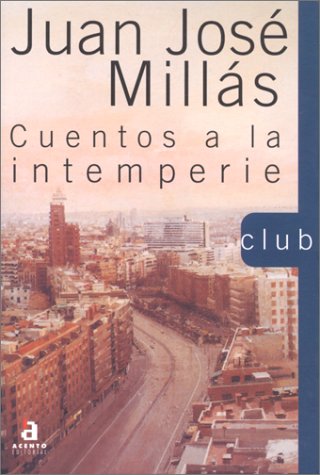 Juan José
Millás
Cuentos a la
intemperie
club
a
ACENTO
EDITORIAL